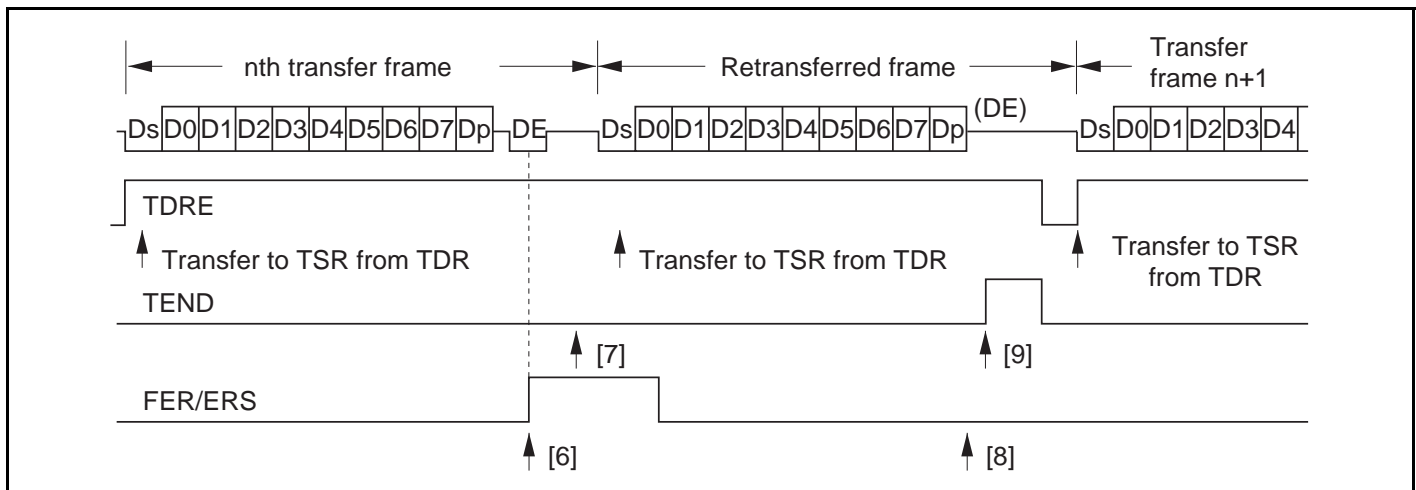 nth transfer frame
Retransferred frame
Transfer
frame n+1
Ds D0 D1 D2 D3 D4 D5 D6 D7 Dp DE
Ds D0 D1 D2 D3 D4 D5 D6 D7 Dp (DE)
Ds D0 D1 D2 D3 D4
TDRE
Transfer to TSR from TDR
Transfer to TSR from TDR
Transfer to TSR
from TDR
TEND
[7]
[9]
FER/ERS
[6]
[8]